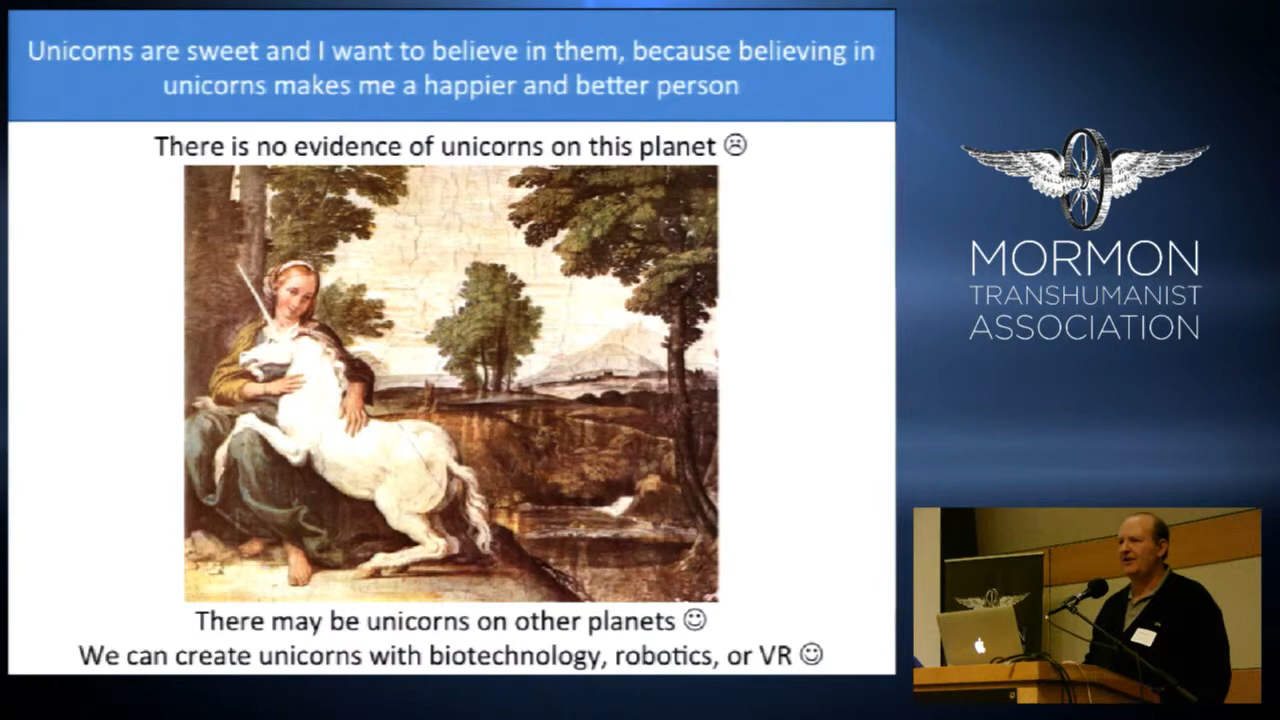 Unicorns are sweet and I want to believe in them, because believing in
unicorns makes me a happier and better person
There is no evidence of unicorns on this planet ☹
There may be unicorns on other planets ☺
We can create unicorns with biotechnology, robotics, or VR ☺
MORMON
TRANSHUMANIST
ASSOCIATION